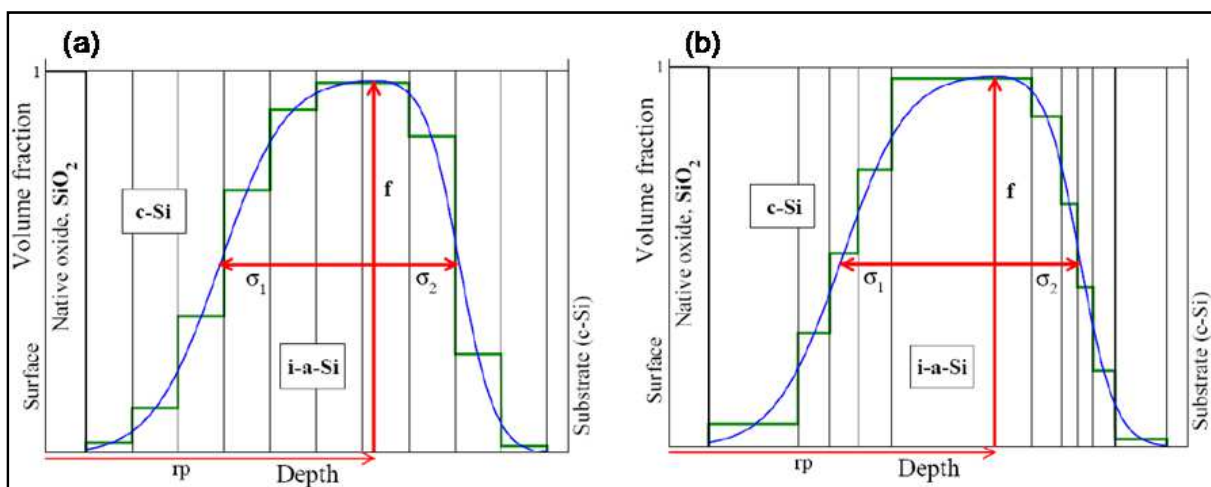 (a)
1
Volume fraction
Native oxide, SiO₂
Surface
c-Si
f
σ₁
σ₂
i-a-Si
Substrate (c-Si)
rp
Depth
(b)
1
Volume fraction
Native oxide, SiO₂
Surface
c-Si
f
σ₁
σ₂
i-a-Si
Substrate (c-Si)
rp
Depth